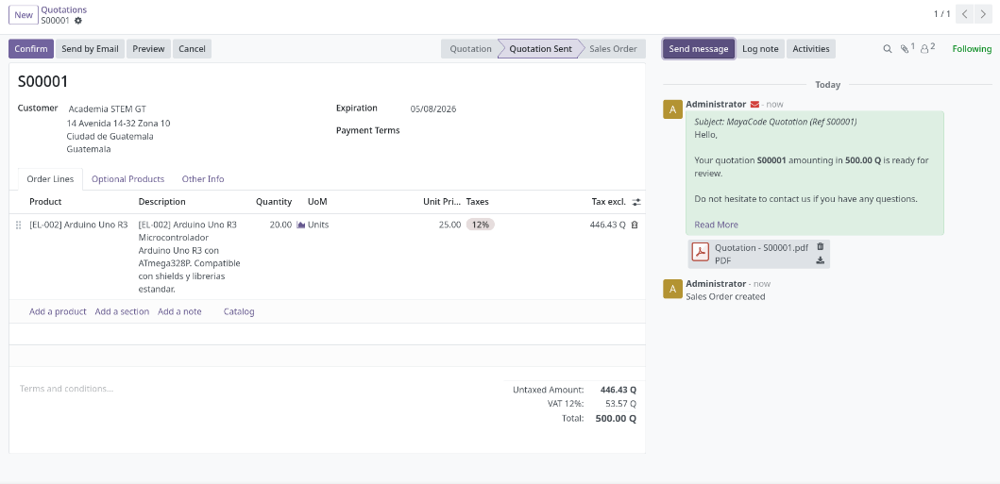 New
Quotations
S00001
1 / 1
Confirm
Send by Email
Preview
Cancel
Quotation
Quotation Sent
Sales Order
Send message
Log note
Activities
1
2
Following
S00001
Customer
Academia STEM GT
14 Avenida 14-32 Zona 10
Ciudad de Guatemala
Guatemala
Expiration
05/08/2026
Payment Terms
Order Lines
Optional Products
Other Info
Product
Description
Quantity
UoM
Unit Pri...
Taxes
Tax excl.
[EL-002] Arduino Uno R3
[EL-002] Arduino Uno R3
Microcontrolador
Arduino Uno R3 con
ATmega328P. Compatible
con shields y librerias
estandar.
20.00
Units
25.00
12%
446.43 Q
Add a product
Add a section
Add a note
Catalog
Terms and conditions...
Untaxed Amount: 446.43 Q
VAT 12%: 53.57 Q
Total: 500.00 Q
Today
A
Administrator - now
Subject: MayaCode Quotation (Ref S00001)
Hello,
Your quotation S00001 amounting in 500.00 Q is ready for
review.
Do not hesitate to contact us if you have any questions.
Read More
Quotation - S00001.pdf
PDF
A
Administrator - now
Sales Order created